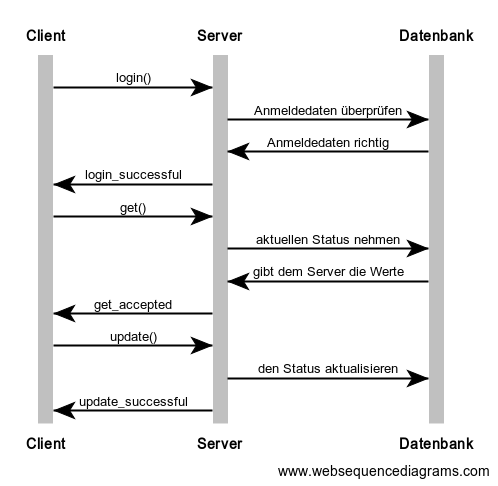 Client Server Datenbank
login()
Anmeldedaten überprüfen
Anmeldedaten richtig
login_successful
get()
aktuellen Status nehmen
gibt dem Server die Werte
get_accepted
update()
den Status aktualisieren
update_successful
Client Server Datenbank
www.websequencediagrams.com